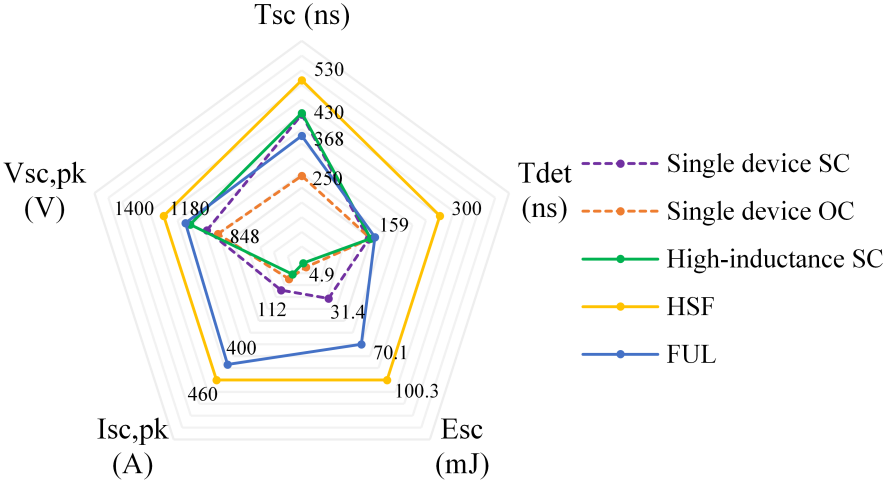 Tsc (ns)
530
430
368
250
Vsc,pk
(V)
1400
1180
848
Tdet
(ns)
300
159
4.9
31.4
70.1
100.3
112
400
460
Isc,pk
(A)
Esc
(mJ)
Single device SC
Single device OC
High-inductance SC
HSF
FUL